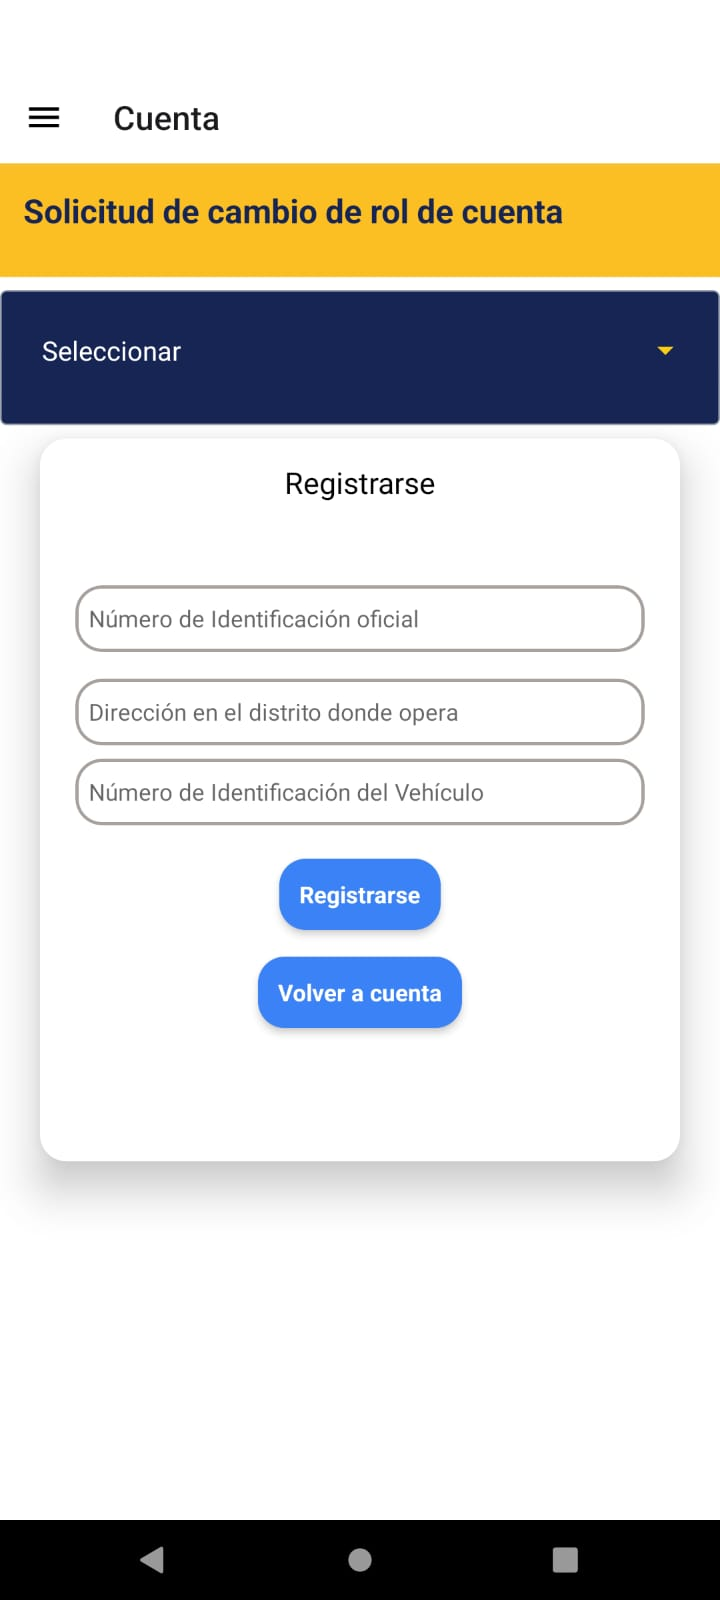 Cuenta
Solicitud de cambio de rol de cuenta
Seleccionar
Registrarse
Número de Identificación oficial
Dirección en el distrito donde opera
Número de Identificación del Vehículo
Registrarse
Volver a cuenta